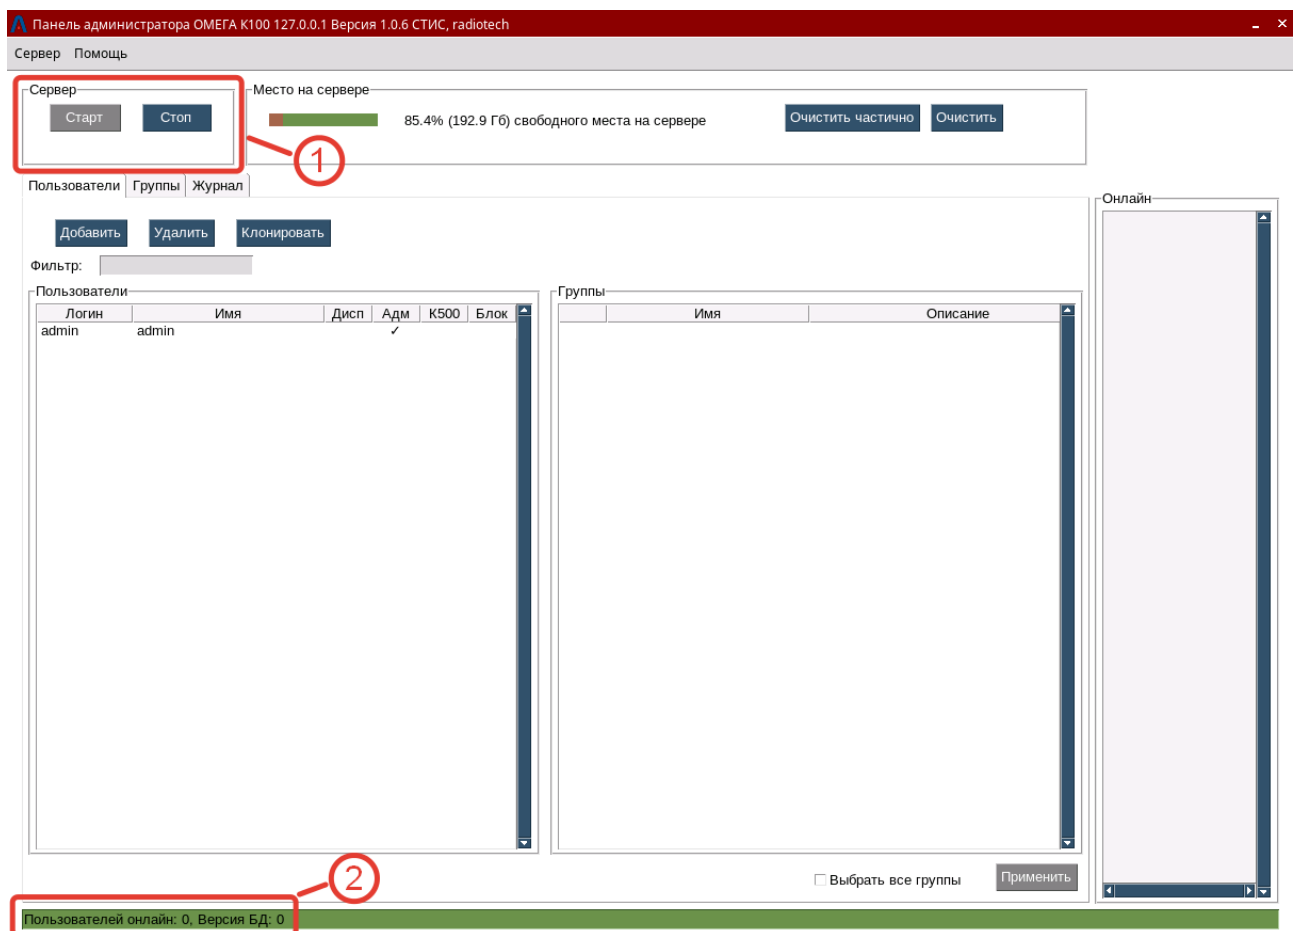 Панель администратора ОМЕГА К100 127.0.0.1 Версия 1.0.6 СТИС, radiotech
Сервер Помощь
Сервер
Старт Стоп
Место на сервере
85.4% (192.9 Гб) свободного места на сервере
Очистить частично Очистить
1
Пользователи Группы Журнал
Онлайн
Добавить Удалить Клонировать
Фильтр:
Пользователи
Логин Имя Дисп Адм К500 Блок
admin admin ✓
Группы
Имя Описание
2
Выбрать все группы Применить
Пользователей онлайн: 0, Версия БД: 0